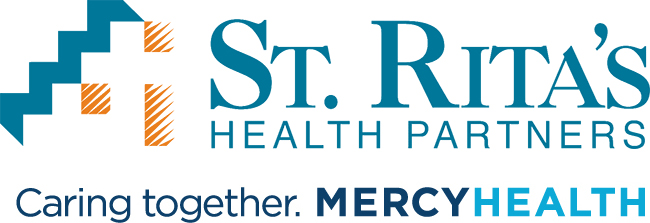 ST. RITA'S
HEALTH PARTNERS
Caring together. MERCYHEALTH